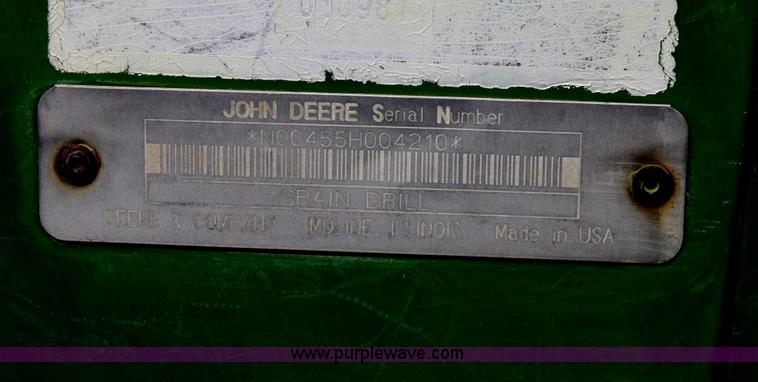 JOHN DEERE Serial Number
*N00455H004210*
GRAIN DRILL
DEERE & COMPANY MOLINE ILLINOIS Made in USA
www.purplewave.com